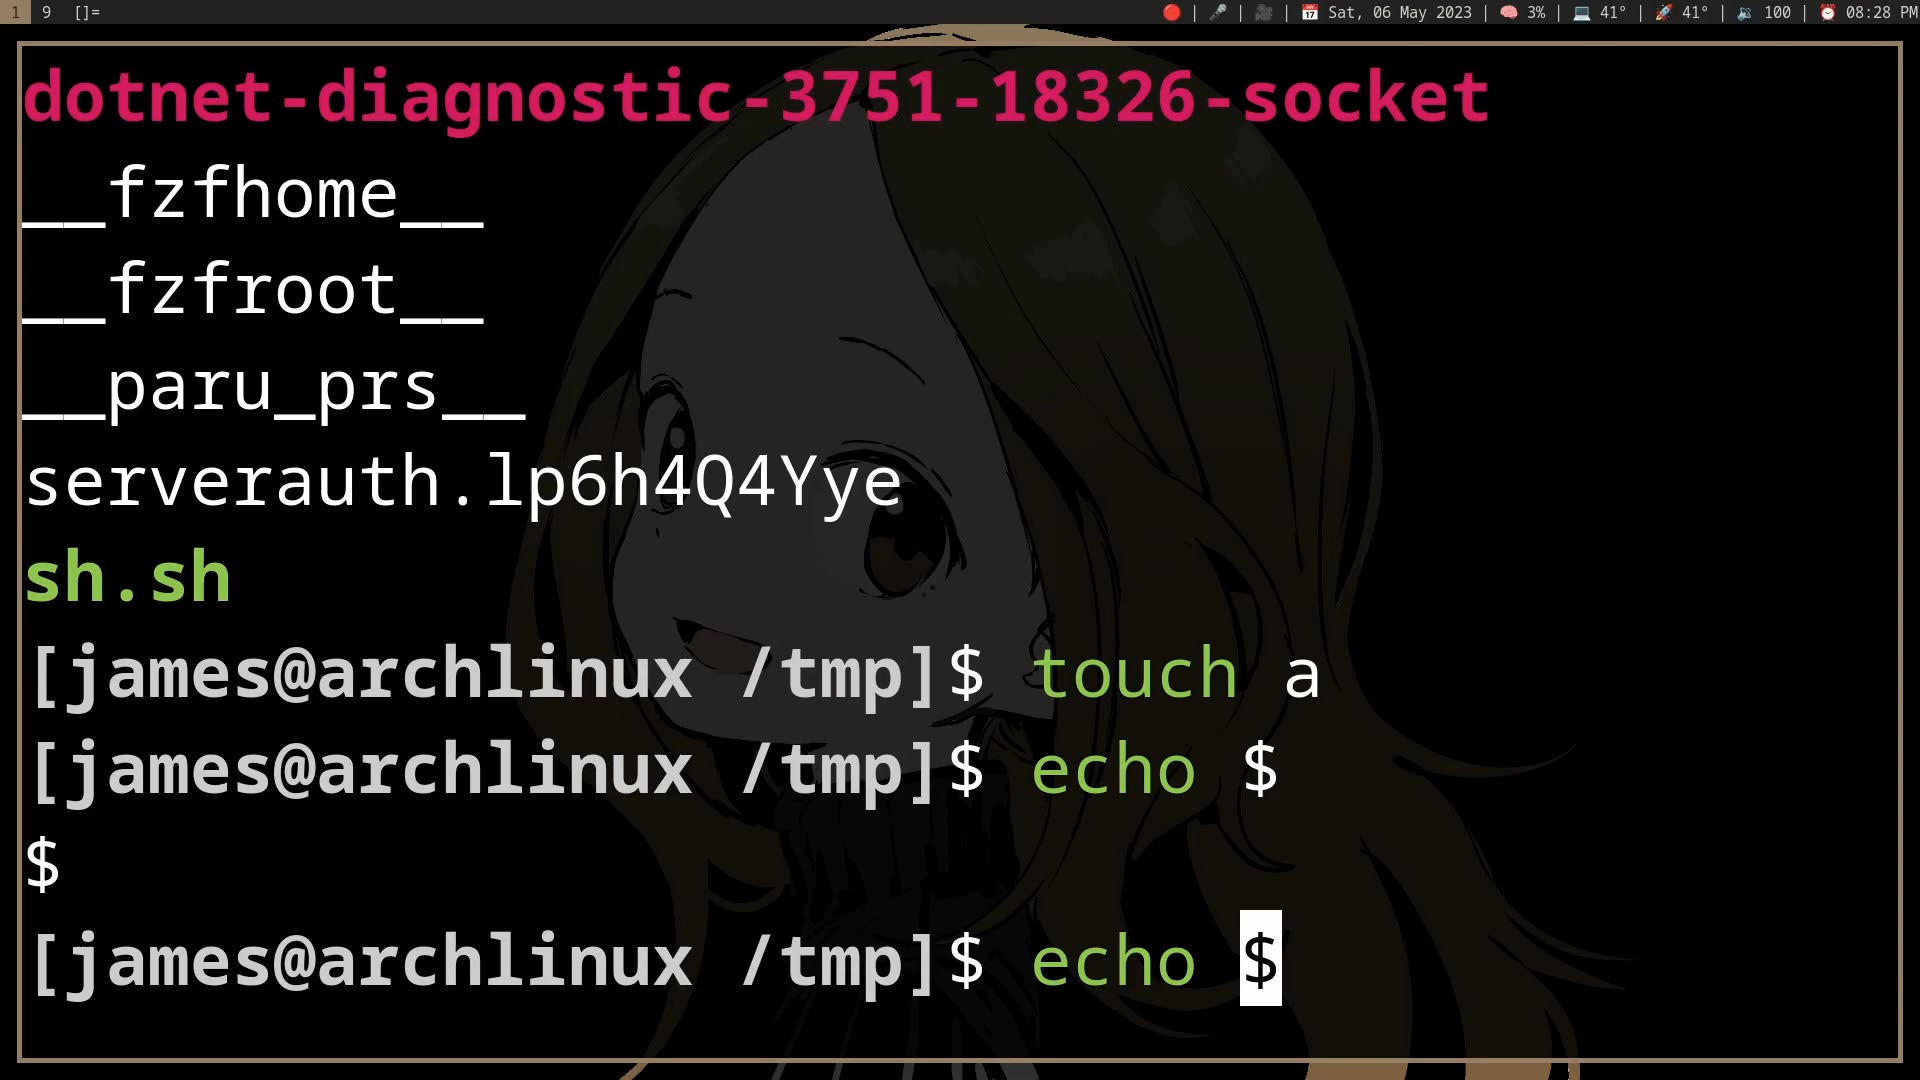 1 9 []= 🔴 | 🎤 | 🎥 | 📅 Sat, 06 May 2023 | 🧠 3% | 💻 41° | 🚀 41° | 🔉 100 | ⏰ 08:28 PM
dotnet-diagnostic-3751-18326-socket
__fzfhome__
__fzfroot__
__paru_prs__
serverauth.lp6h4Q4Yye
sh.sh
[james@archlinux /tmp]$ touch a
[james@archlinux /tmp]$ echo $
$
[james@archlinux /tmp]$ echo $